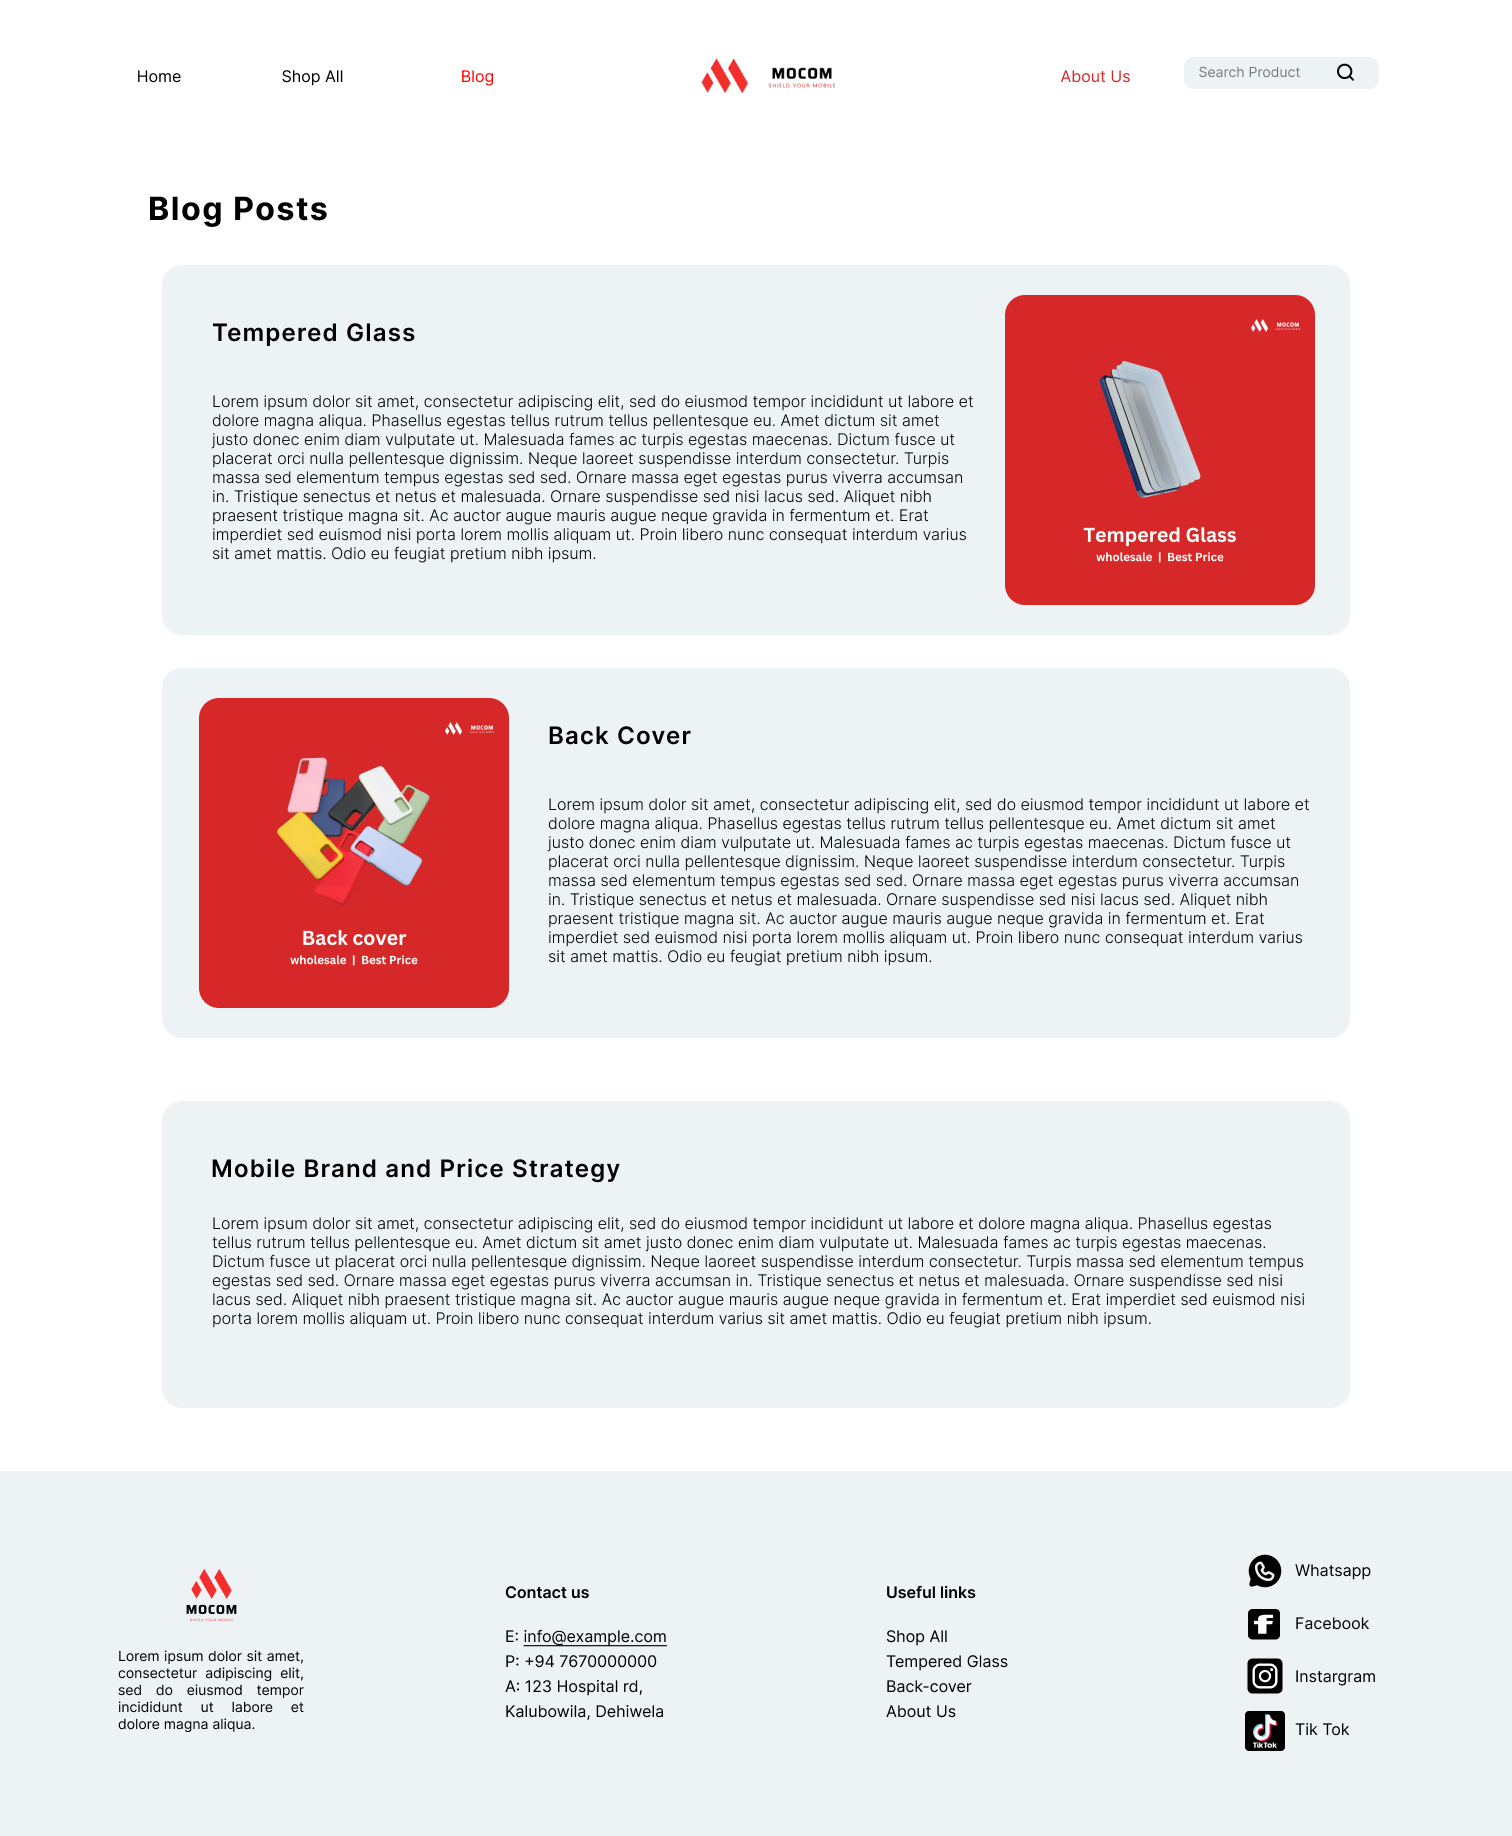 Home
Shop All
Blog
MOCOM
SHIELD YOUR MOBILE
About Us
Search Product
Blog Posts
Tempered Glass
Lorem ipsum dolor sit amet, consectetur adipiscing elit, sed do eiusmod tempor incididunt ut labore et
dolore magna aliqua. Phasellus egestas tellus rutrum tellus pellentesque eu. Amet dictum sit amet
justo donec enim diam vulputate ut. Malesuada fames ac turpis egestas maecenas. Dictum fusce ut
placerat orci nulla pellentesque dignissim. Neque laoreet suspendisse interdum consectetur. Turpis
massa sed elementum tempus egestas sed sed. Ornare massa eget egestas purus viverra accumsan
in. Tristique senectus et netus et malesuada. Ornare suspendisse sed nisi lacus sed. Aliquet nibh
praesent tristique magna sit. Ac auctor augue mauris augue neque gravida in fermentum et. Erat
imperdiet sed euismod nisi porta lorem mollis aliquam ut. Proin libero nunc consequat interdum varius
sit amet mattis. Odio eu feugiat pretium nibh ipsum.
MOCOM
Tempered Glass
wholesale | Best Price
MOCOM
Back cover
wholesale | Best Price
Back Cover
Lorem ipsum dolor sit amet, consectetur adipiscing elit, sed do eiusmod tempor incididunt ut labore et
dolore magna aliqua. Phasellus egestas tellus rutrum tellus pellentesque eu. Amet dictum sit amet
justo donec enim diam vulputate ut. Malesuada fames ac turpis egestas maecenas. Dictum fusce ut
placerat orci nulla pellentesque dignissim. Neque laoreet suspendisse interdum consectetur. Turpis
massa sed elementum tempus egestas sed sed. Ornare massa eget egestas purus viverra accumsan
in. Tristique senectus et netus et malesuada. Ornare suspendisse sed nisi lacus sed. Aliquet nibh
praesent tristique magna sit. Ac auctor augue mauris augue neque gravida in fermentum et. Erat
imperdiet sed euismod nisi porta lorem mollis aliquam ut. Proin libero nunc consequat interdum varius
sit amet mattis. Odio eu feugiat pretium nibh ipsum.
Mobile Brand and Price Strategy
Lorem ipsum dolor sit amet, consectetur adipiscing elit, sed do eiusmod tempor incididunt ut labore et dolore magna aliqua. Phasellus egestas
tellus rutrum tellus pellentesque eu. Amet dictum sit amet justo donec enim diam vulputate ut. Malesuada fames ac turpis egestas maecenas.
Dictum fusce ut placerat orci nulla pellentesque dignissim. Neque laoreet suspendisse interdum consectetur. Turpis massa sed elementum tempus
egestas sed sed. Ornare massa eget egestas purus viverra accumsan in. Tristique senectus et netus et malesuada. Ornare suspendisse sed nisi
lacus sed. Aliquet nibh praesent tristique magna sit. Ac auctor augue mauris augue neque gravida in fermentum et. Erat imperdiet sed euismod nisi
porta lorem mollis aliquam ut. Proin libero nunc consequat interdum varius sit amet mattis. Odio eu feugiat pretium nibh ipsum.
MOCOM
SHIELD YOUR MOBILE
Lorem ipsum dolor sit amet,
consectetur adipiscing elit,
sed do eiusmod tempor
incididunt ut labore et
dolore magna aliqua.
Contact us
E: info@example.com
P: +94 7670000000
A: 123 Hospital rd,
Kalubowila, Dehiwela
Useful links
Shop All
Tempered Glass
Back-cover
About Us
Whatsapp
Facebook
Instargram
TikTok
Tik Tok